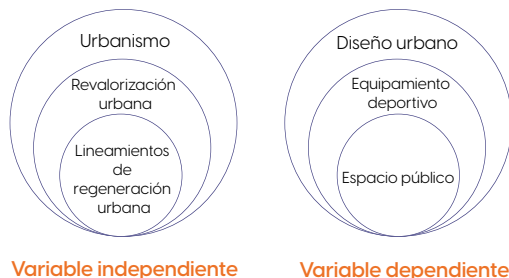 Urbanismo
Revalorización
urbana
Lineamientos
de
regeneración
urbana
Variable independiente
Diseño urbano
Equipamiento
deportivo
Espacio público
Variable dependiente